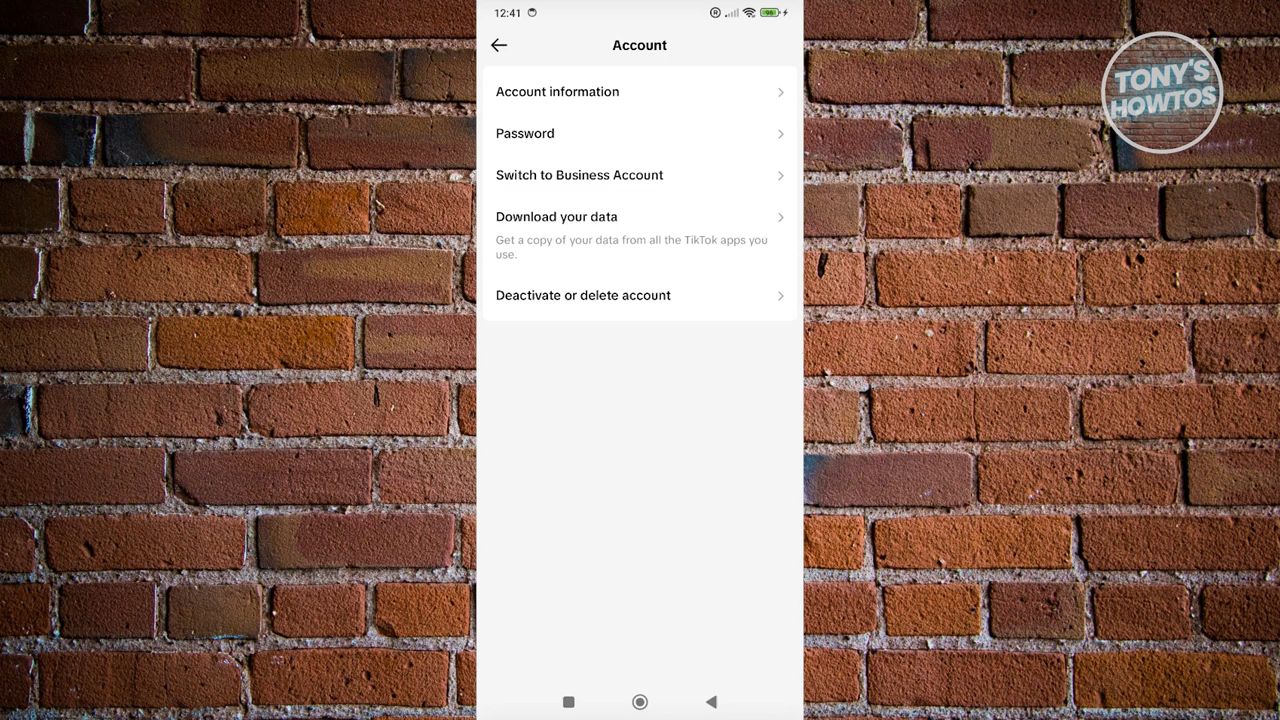 12:41
96
Account
TONY'S
HOWTOS
Account information
Password
Switch to Business Account
Download your data
Get a copy of your data from all the TikTok apps you
use.
Deactivate or delete account